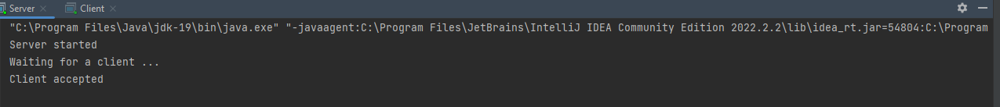 Server Client
"C:\Program Files\Java\jdk-19\bin\java.exe" "-javaagent:C:\Program Files\JetBrains\IntelliJ IDEA Community Edition 2022.2.2\lib\idea_rt.jar=54804:C:\Program
Server started
Waiting for a client ...
Client accepted